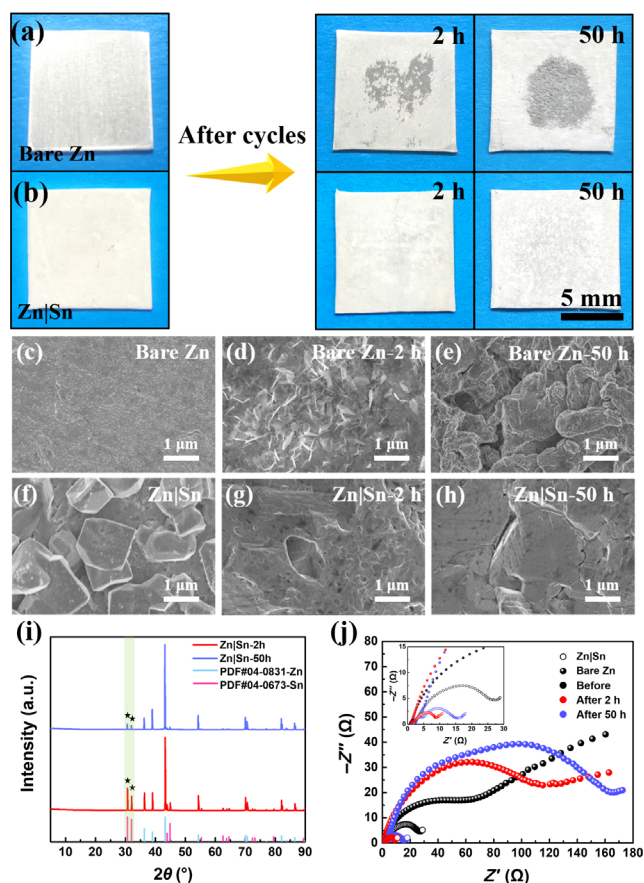 (a)
Bare Zn
After cycles
2 h
50 h
(b)
Zn|Sn
2 h
50 h
5 mm
(c)
Bare Zn
1 μm
(d)
Bare Zn-2 h
1 μm
(e)
Bare Zn-50 h
1 μm
(f)
Zn|Sn
1 μm
(g)
Zn|Sn-2 h
1 μm
(h)
Zn|Sn-50 h
1 μm
(i)
Zn|Sn-2h
Zn|Sn-50h
PDF#04-0831-Zn
PDF#04-0673-Sn
Intensity (a.u.)
10 20 30 40 50 60 70 80 90
2θ (°)
(j)
Zn|Sn
Bare Zn
Before
After 2 h
After 50 h
80
70
60
50
40
30
20
10
0
−Z″ (Ω)
0 20 40 60 80 100 120 140 160 180
Z′ (Ω)
15
10
5
0
−Z″ (Ω)
0 10 20 30 40 50 60
Z′ (Ω)